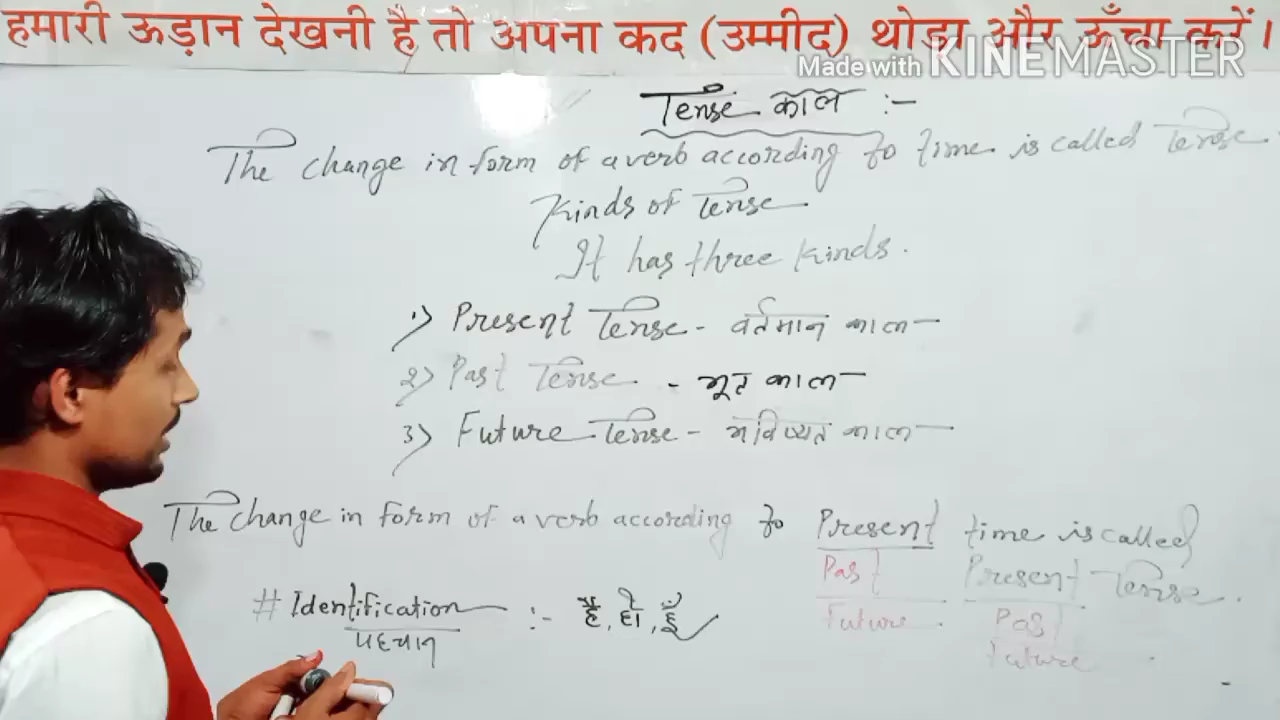 हमारी ऊड़ान देखनी है तो अपना कद (उम्मीद) थोड़ा और ऊँचा करें।
Made with KINEMASTER
Tense काल :-
The change in form of a verb according to time is called Tense
Kinds of Tense
It has three kinds.
1) Present Tense - वर्तमान काल
2) Past Tense - भूत काल
3) Future Tense - भविष्यत काल
The change in form of a verb according to Present time is called
Past Present Tense.
Future Past
Future
# Identification :- है, हो, हूँ
पहचान